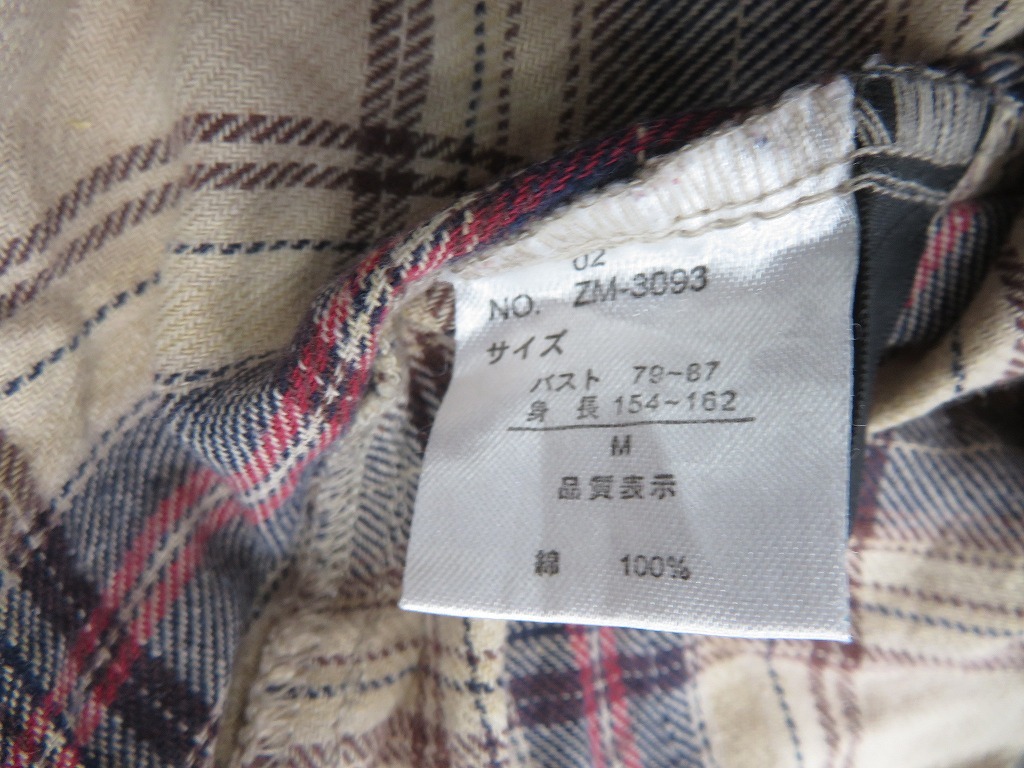 02
NO. ZM-3093
サイズ
バスト 79~87
身 長 154~162
M
品質表示
綿 100%